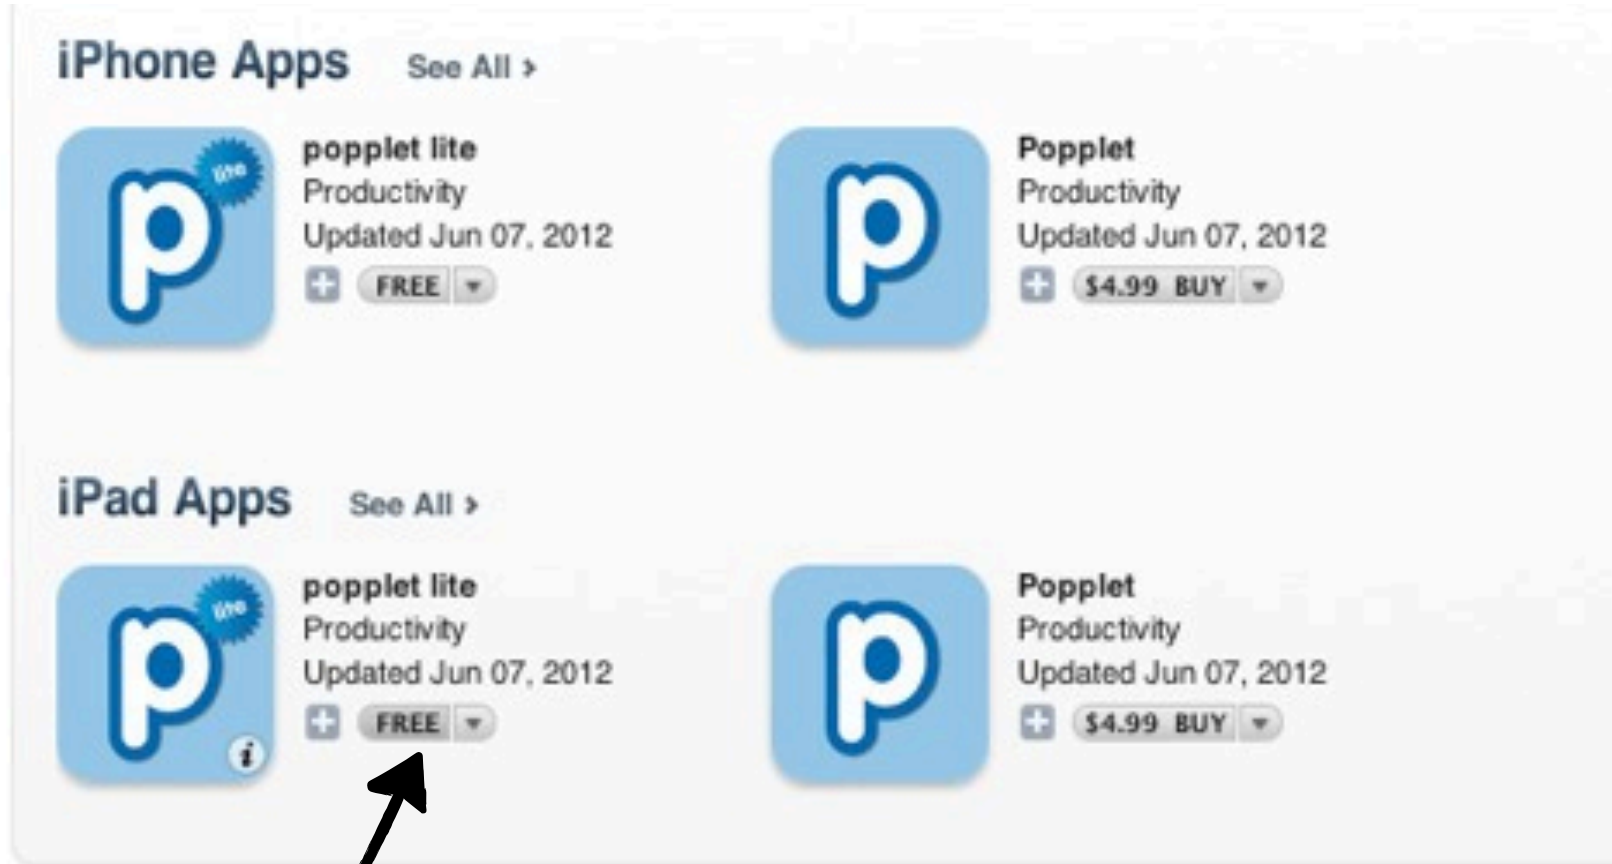 iPhone Apps See All >
lite
popplet lite
Productivity
Updated Jun 07, 2012
+ FREE ▼
p
Popplet
Productivity
Updated Jun 07, 2012
+ $4.99 BUY ▼
p
iPad Apps See All >
lite
popplet lite
Productivity
Updated Jun 07, 2012
+ FREE ▼
p
i
Popplet
Productivity
Updated Jun 07, 2012
+ $4.99 BUY ▼
p